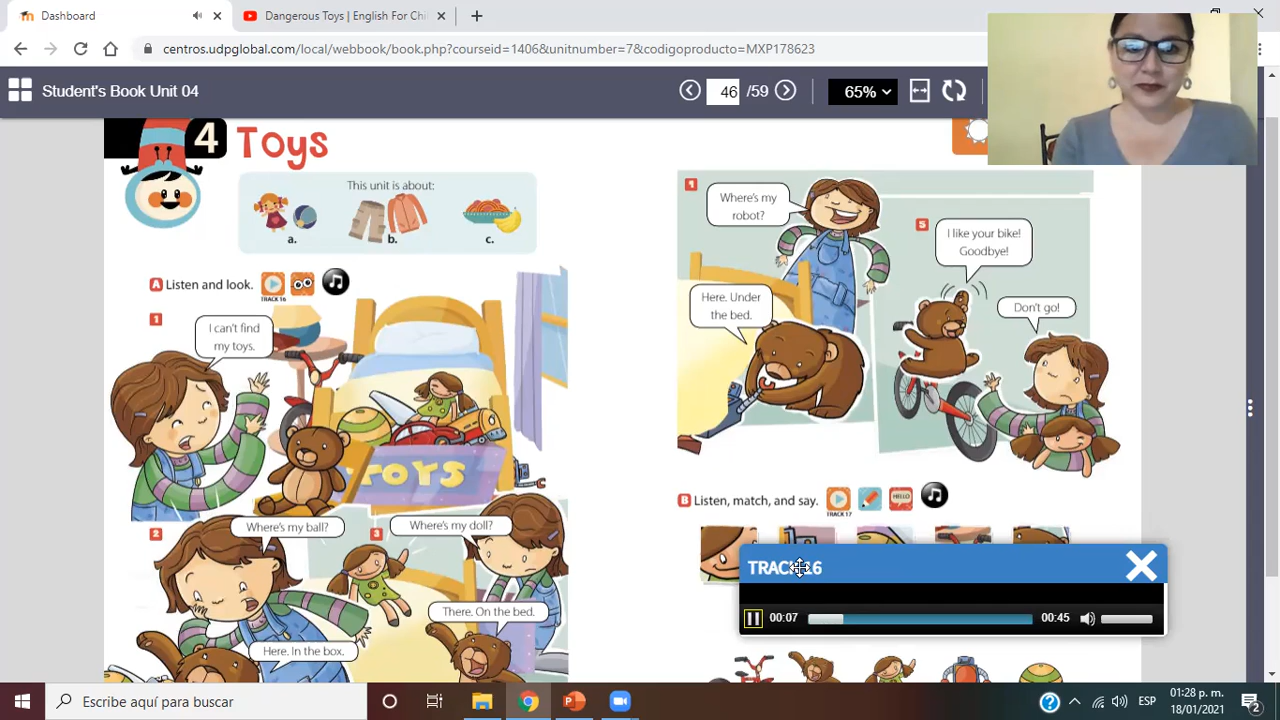 Dashboard
Dangerous Toys | English For Chi
centros.udpglobal.com/local/webbook/book.php?courseid=1406&unitnumber=7&codigoproducto=MXP178623
Student's Book Unit 04
46 /59
65%
4 Toys
This unit is about:
a. b. c.
A Listen and look.
TRACK 16
1
I can't find
my toys.
TOYS
2
Where's my ball?
Here. In the box.
3
Where's my doll?
There. On the bed.
1
Where's my
robot?
Here. Under
the bed.
5
I like your bike!
Goodbye!
Don't go!
B Listen, match, and say.
HELLO
TRACK 17
00:07
00:45
Escribe aquí para buscar
ESP
01:28 p. m.
18/01/2021
2